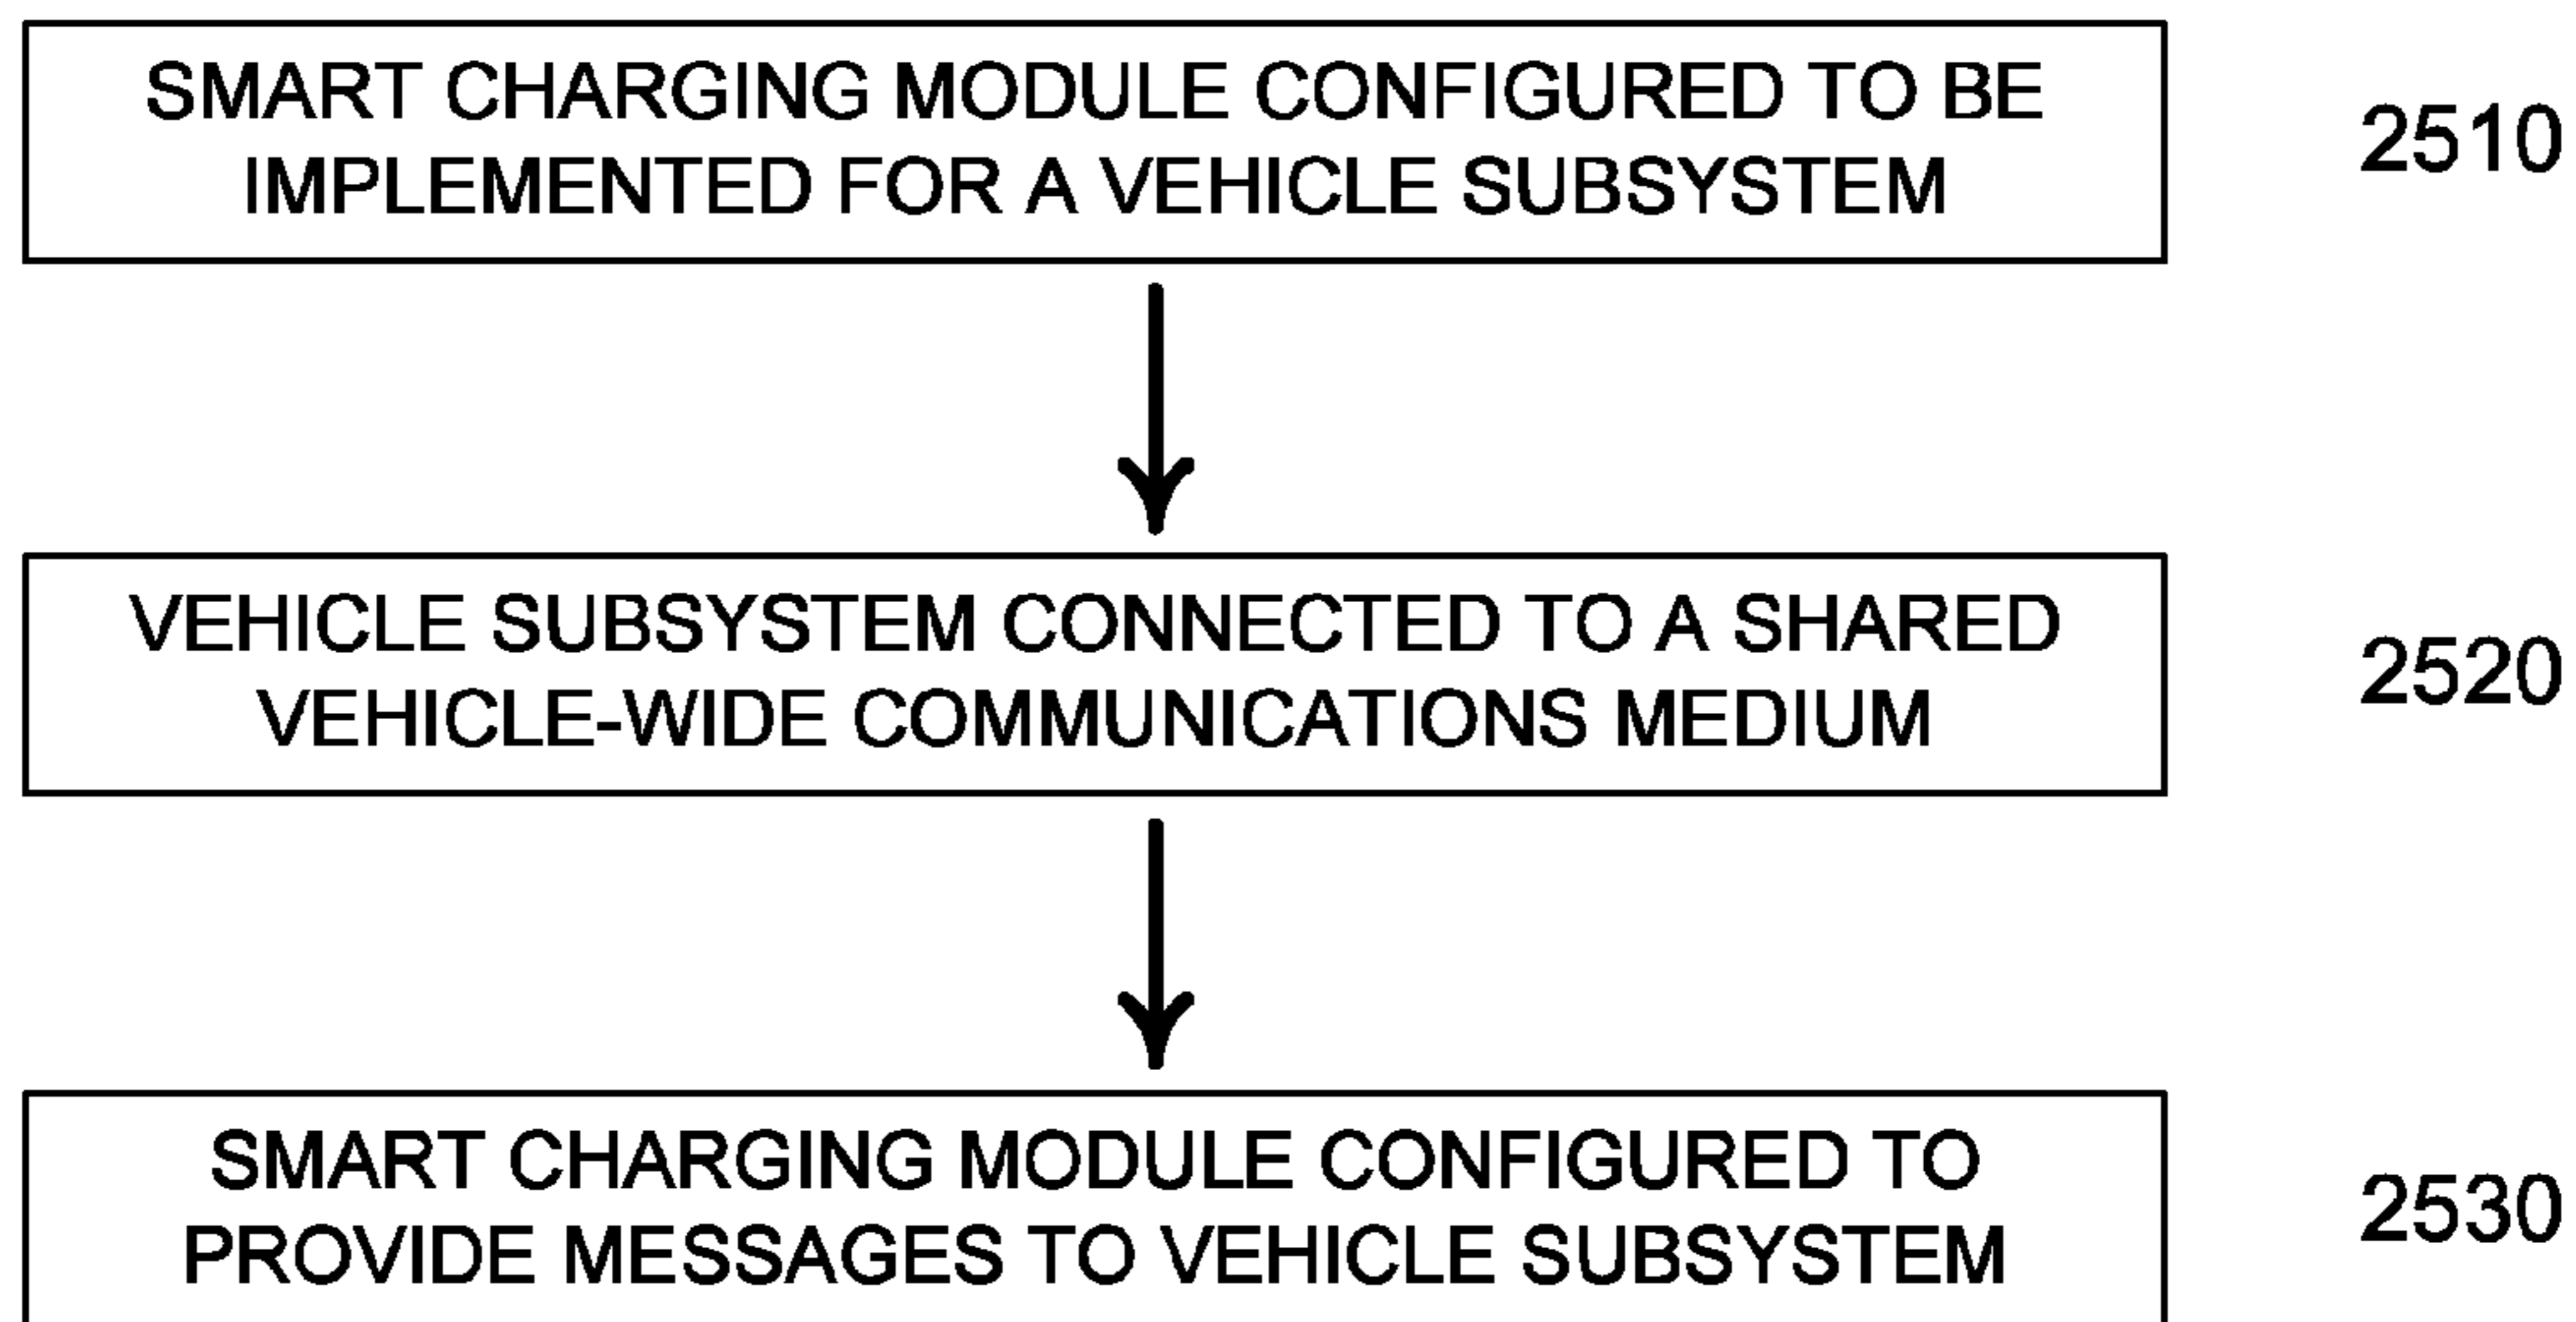 SMART CHARGING MODULE CONFIGURED TO BE
IMPLEMENTED FOR A VEHICLE SUBSYSTEM
2510
VEHICLE SUBSYSTEM CONNECTED TO A SHARED
VEHICLE-WIDE COMMUNICATIONS MEDIUM
2520
SMART CHARGING MODULE CONFIGURED TO
PROVIDE MESSAGES TO VEHICLE SUBSYSTEM
2530